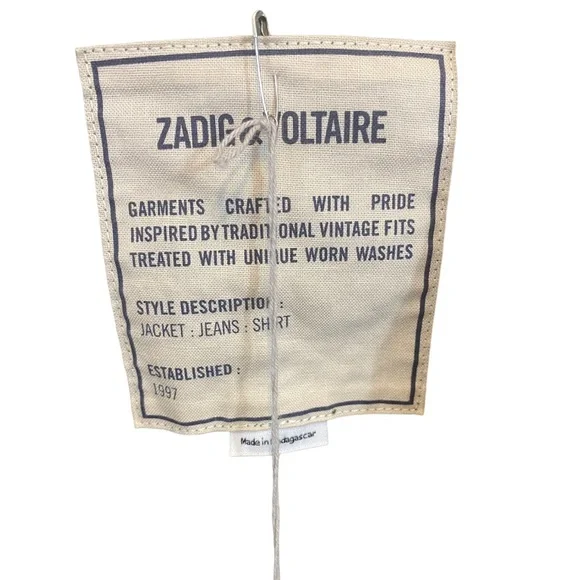 ZADIG & VOLTAIRE
GARMENTS CRAFTED WITH PRIDE
INSPIRED BY TRADITIONAL VINTAGE FITS
TREATED WITH UNIQUE WORN WASHES
STYLE DESCRIPTION :
JACKET : JEANS : SHIRT
ESTABLISHED :
1997
Made in Madagascar